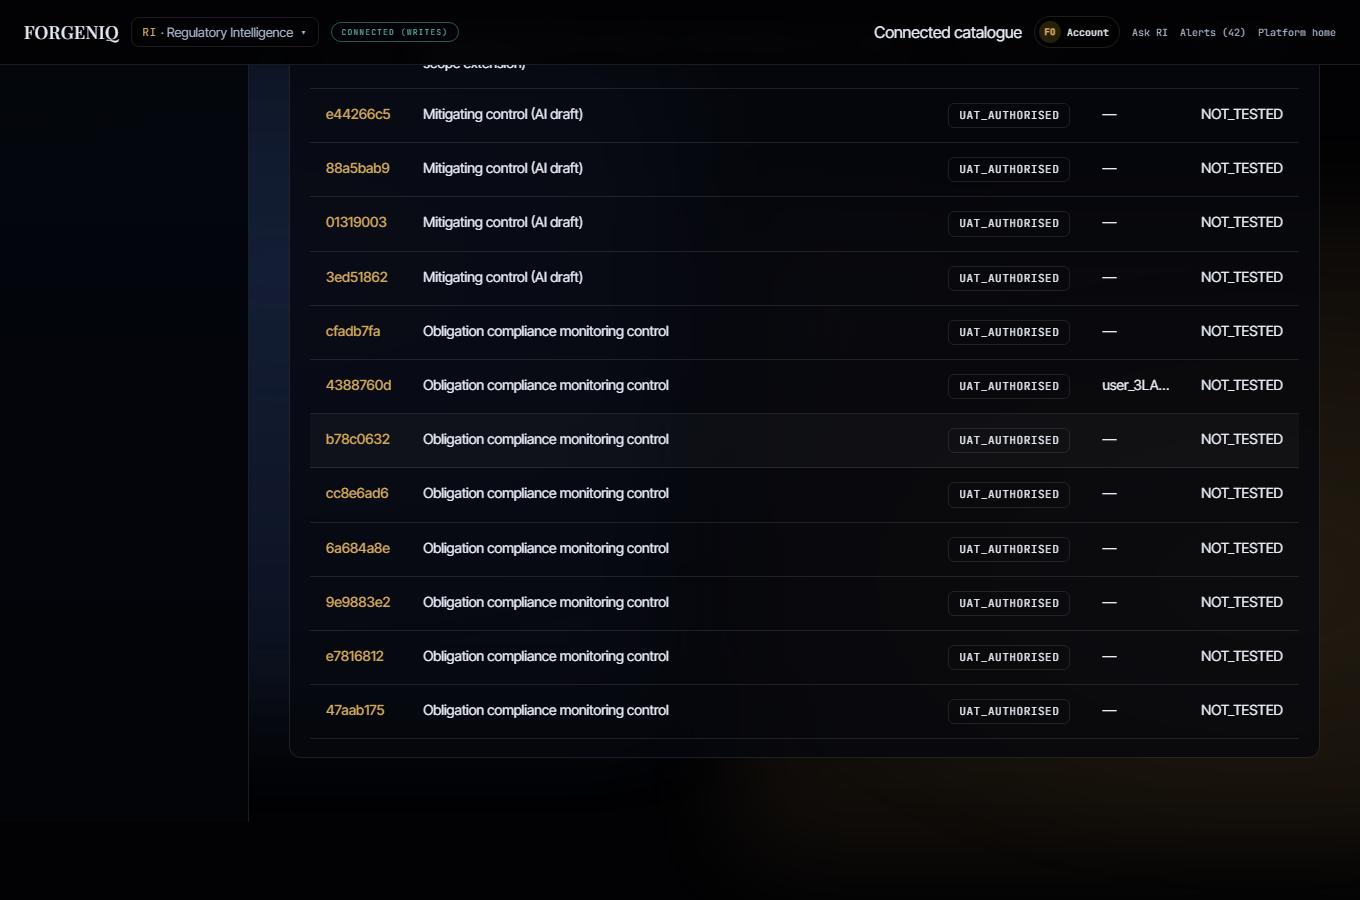 FORGENIQ
RI · Regulatory Intelligence ▾
CONNECTED (WRITES)
Connected catalogue
FO Account
Ask RI
Alerts (42)
Platform home
scope extension)
e44266c5 Mitigating control (AI draft) UAT_AUTHORISED — NOT_TESTED
88a5bab9 Mitigating control (AI draft) UAT_AUTHORISED — NOT_TESTED
01319003 Mitigating control (AI draft) UAT_AUTHORISED — NOT_TESTED
3ed51862 Mitigating control (AI draft) UAT_AUTHORISED — NOT_TESTED
cfadb7fa Obligation compliance monitoring control UAT_AUTHORISED — NOT_TESTED
4388760d Obligation compliance monitoring control UAT_AUTHORISED user_3LA... NOT_TESTED
b78c0632 Obligation compliance monitoring control UAT_AUTHORISED — NOT_TESTED
cc8e6ad6 Obligation compliance monitoring control UAT_AUTHORISED — NOT_TESTED
6a684a8e Obligation compliance monitoring control UAT_AUTHORISED — NOT_TESTED
9e9883e2 Obligation compliance monitoring control UAT_AUTHORISED — NOT_TESTED
e7816812 Obligation compliance monitoring control UAT_AUTHORISED — NOT_TESTED
47aab175 Obligation compliance monitoring control UAT_AUTHORISED — NOT_TESTED